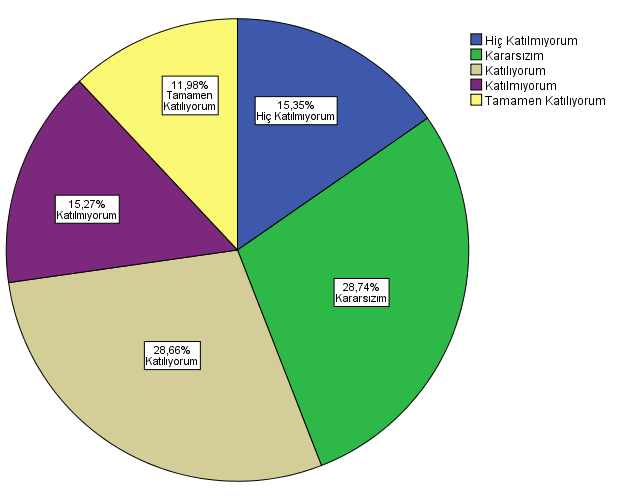 Hiç Katılmıyorum
Kararsızım
Katılıyorum
Katılmıyorum
Tamamen Katılıyorum
11,98%
Tamamen
Katılıyorum
15,35%
Hiç Katılmıyorum
15,27%
Katılmıyorum
28,74%
Kararsızım
28,66%
Katılıyorum